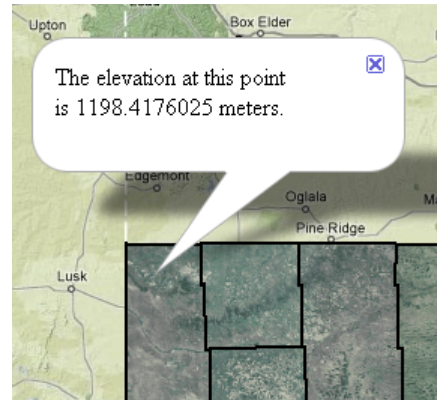 Upton
Box Elder
The elevation at this point
is 1198.4176025 meters.
Edgemont
Oglala
Pine Ridge
Lusk